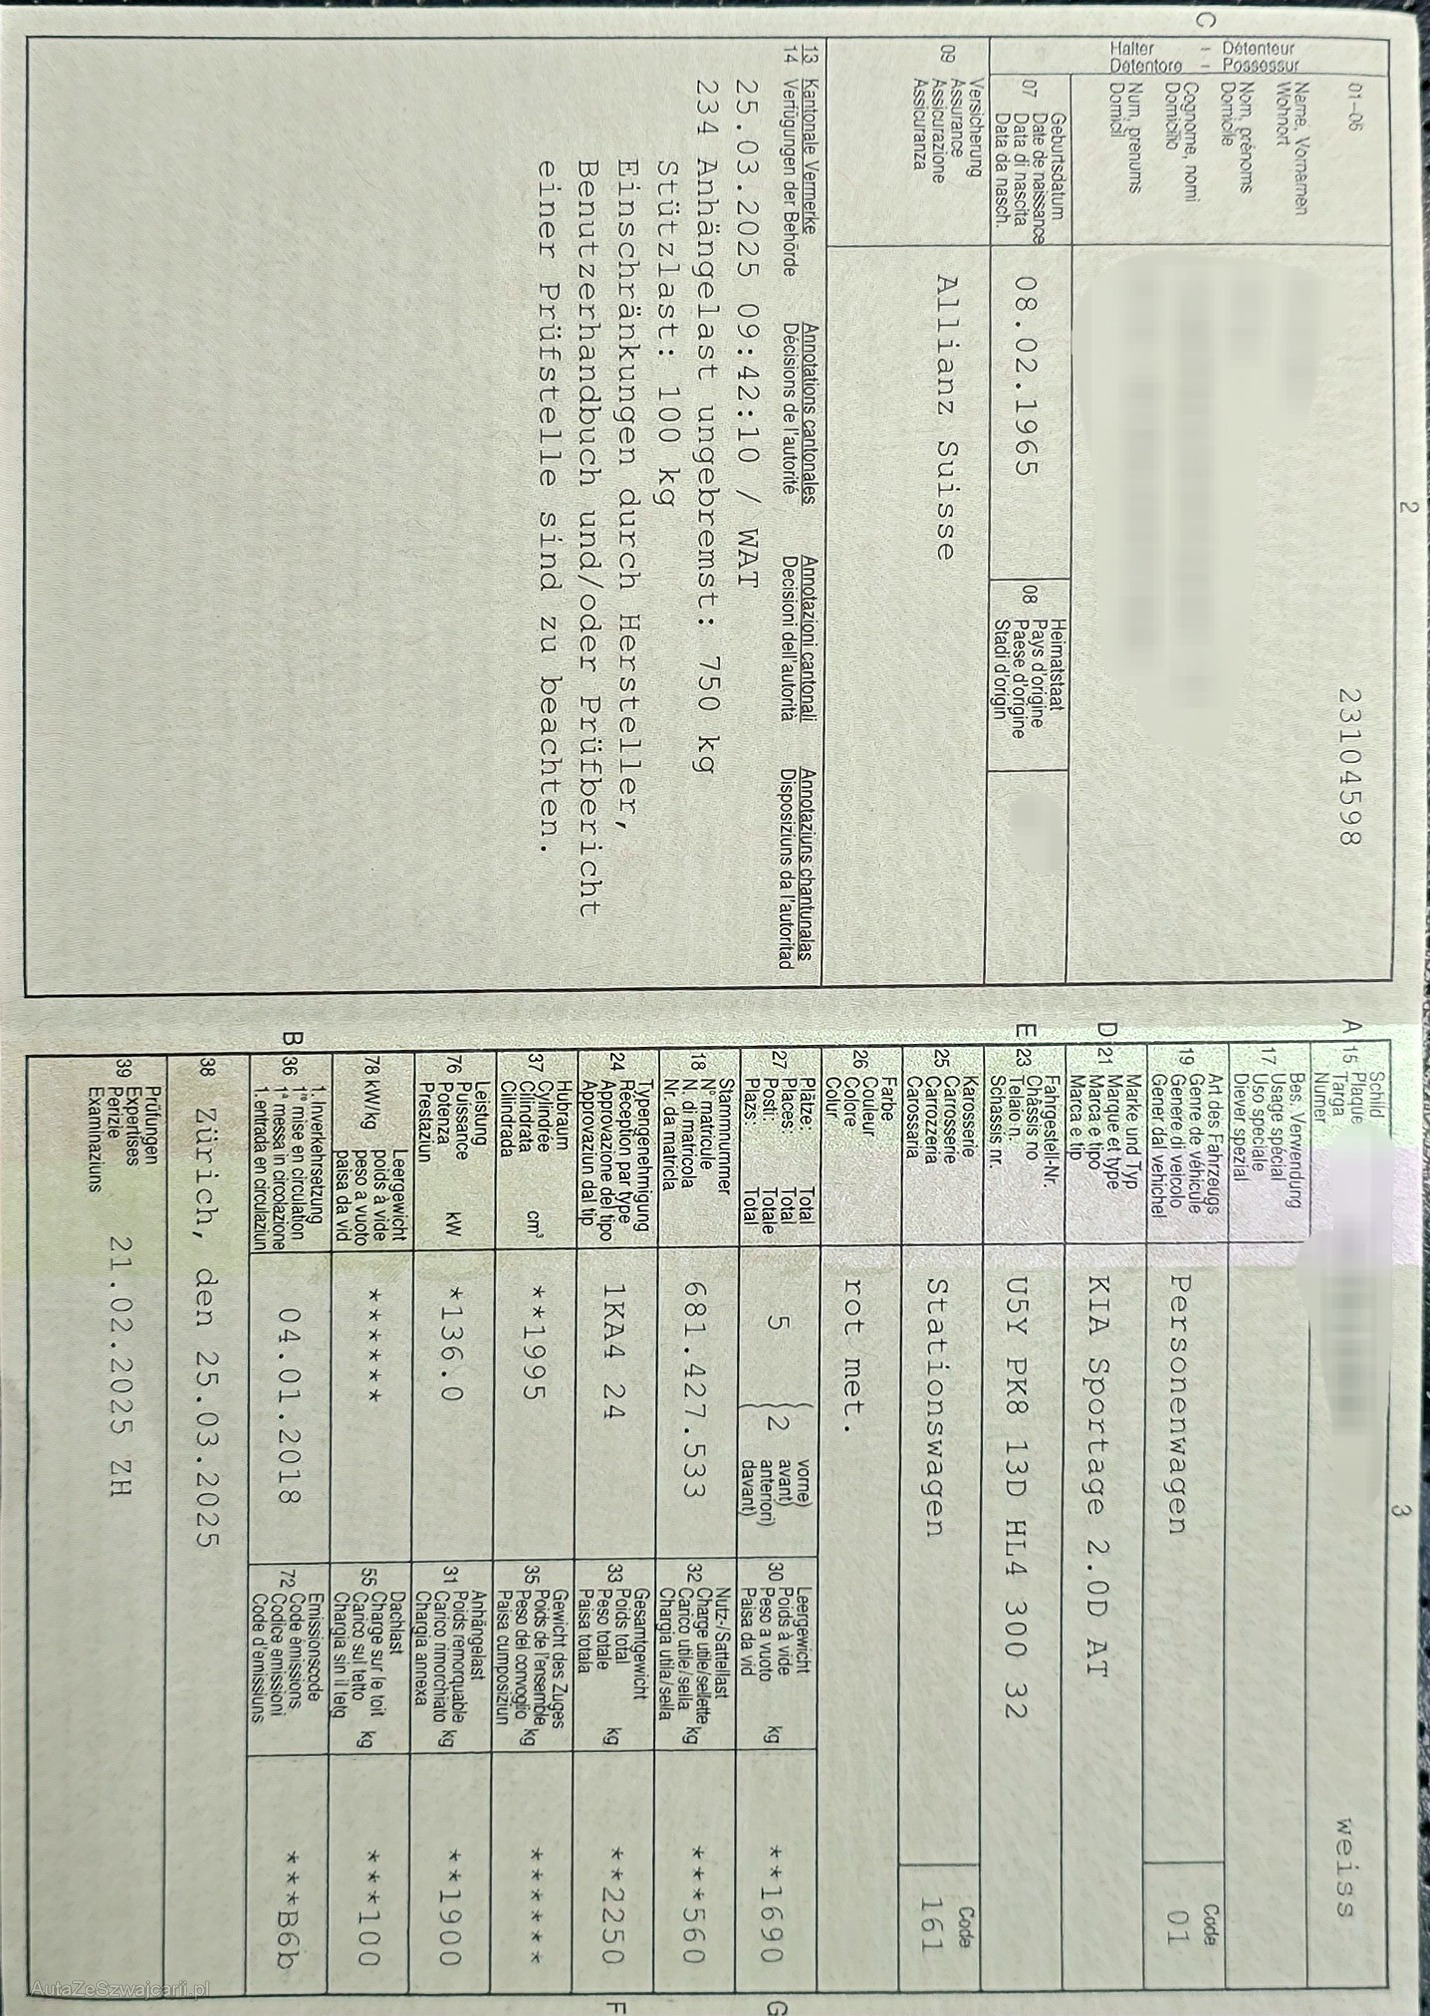 C
2
01–06
23104598
Halter - Détenteur
Detentore - Possessur
Name, Vornamen
Wohnort
Nom, prénoms
Domicile
Cognome, nomi
Domicilio
Num, prenums
Domicil
07
Geburtsdatum
Date de naissance
Data di nascita
Data da nasch.
08.02.1965
08
Heimatstaat
Pays d'origine
Paese d'origine
Stadi d'origin
09
Versicherung
Assurance
Assicurazione
Assicuranza
Allianz Suisse
13 Kantonale Vermerke Annotations cantonales Annotazioni cantonali Annotaziuns chantunalas
14 Verfügungen der Behörde Décisions de l'autorité Decisioni dell'autorità Disposiziuns da l'autoritad
25.03.2025 09:42:10 / WAT
234 Anhängelast ungebremst: 750 kg
Stützlast: 100 kg
Einschränkungen durch Hersteller,
Benutzerhandbuch und/oder Prüfbericht
einer Prüfstelle sind zu beachten.
3
A 15
Schild
Plaque
Targa
Numer
weiss
17
Bes. Verwendung
Usage spécial
Uso speciale
Diever spezial
19
Art des Fahrzeugs
Genre de véhicule
Genere di veicolo
Gener dal vehichel
Personenwagen
Code
01
D 21
Marke und Typ
Marque et type
Marca e tipo
Marca e tip
KIA Sportage 2.0D AT
E 23
Fahrgestell-Nr.
Châssis no
Telaio n.
Schassis nr.
U5Y PK8 13D HL4 300 32
25
Karosserie
Carrosserie
Carrozzeria
Carossaria
Stationswagen
Code
161
26
Farbe
Couleur
Colore
Colur
rot met.
27
Plätze: Total
Places: Total
Posti: Totale
Plazs: Total
5
(2
vorne)
avant)
anteriori)
davant)
30
Leergewicht
Poids à vide
Peso a vuoto kg
Paisa da vid
**1690
G
18
Stammnummer
N° matricule
N. di matricola
Nr. da matricla
681.427.533
32
Nutz-/Sattellast
Charge utile/sellette
Carico utile/sella kg
Chargia utila/sella
***560
24
Typengenehmigung
Réception par type
Approvazione del tipo
Approvaziun dal tip
1KA4 24
33
Gesamtgewicht
Poids total
Peso totale kg
Paisa totala
**2250
F
37
Hubraum
Cylindrée
Cilindrata cm³
Cilindrada
**1995
35
Gewicht des Zuges
Poids de l'ensemble
Peso del convoglio kg
Paisa cumposiziun
******
76
Leistung
Puissance
Potenza kW
Prestaziun
*136.0
31
Anhängelast
Poids remorquable
Carico rimorchiato kg
Chargia annexa
**1900
78 kW/kg
Leergewicht
poids à vide
peso a vuoto
paisa da vid
******
55
Dachlast
Charge sur le toit
Carico sul tetto kg
Chargia sin il tetg
***100
B 36
1. Inverkehrsetzung
1re mise en circulation
1a messa in circolazione
1. entrada en circulaziun
04.01.2018
72
Emissionscode
Code émissions
Codice emissioni
Code d'emissiuns
***B6b
38 Zürich, den 25.03.2025
39
Prüfungen
Expertises
Perizie
Examinaziuns
21.02.2025 ZH
AutaZeSzwajcarii.pl